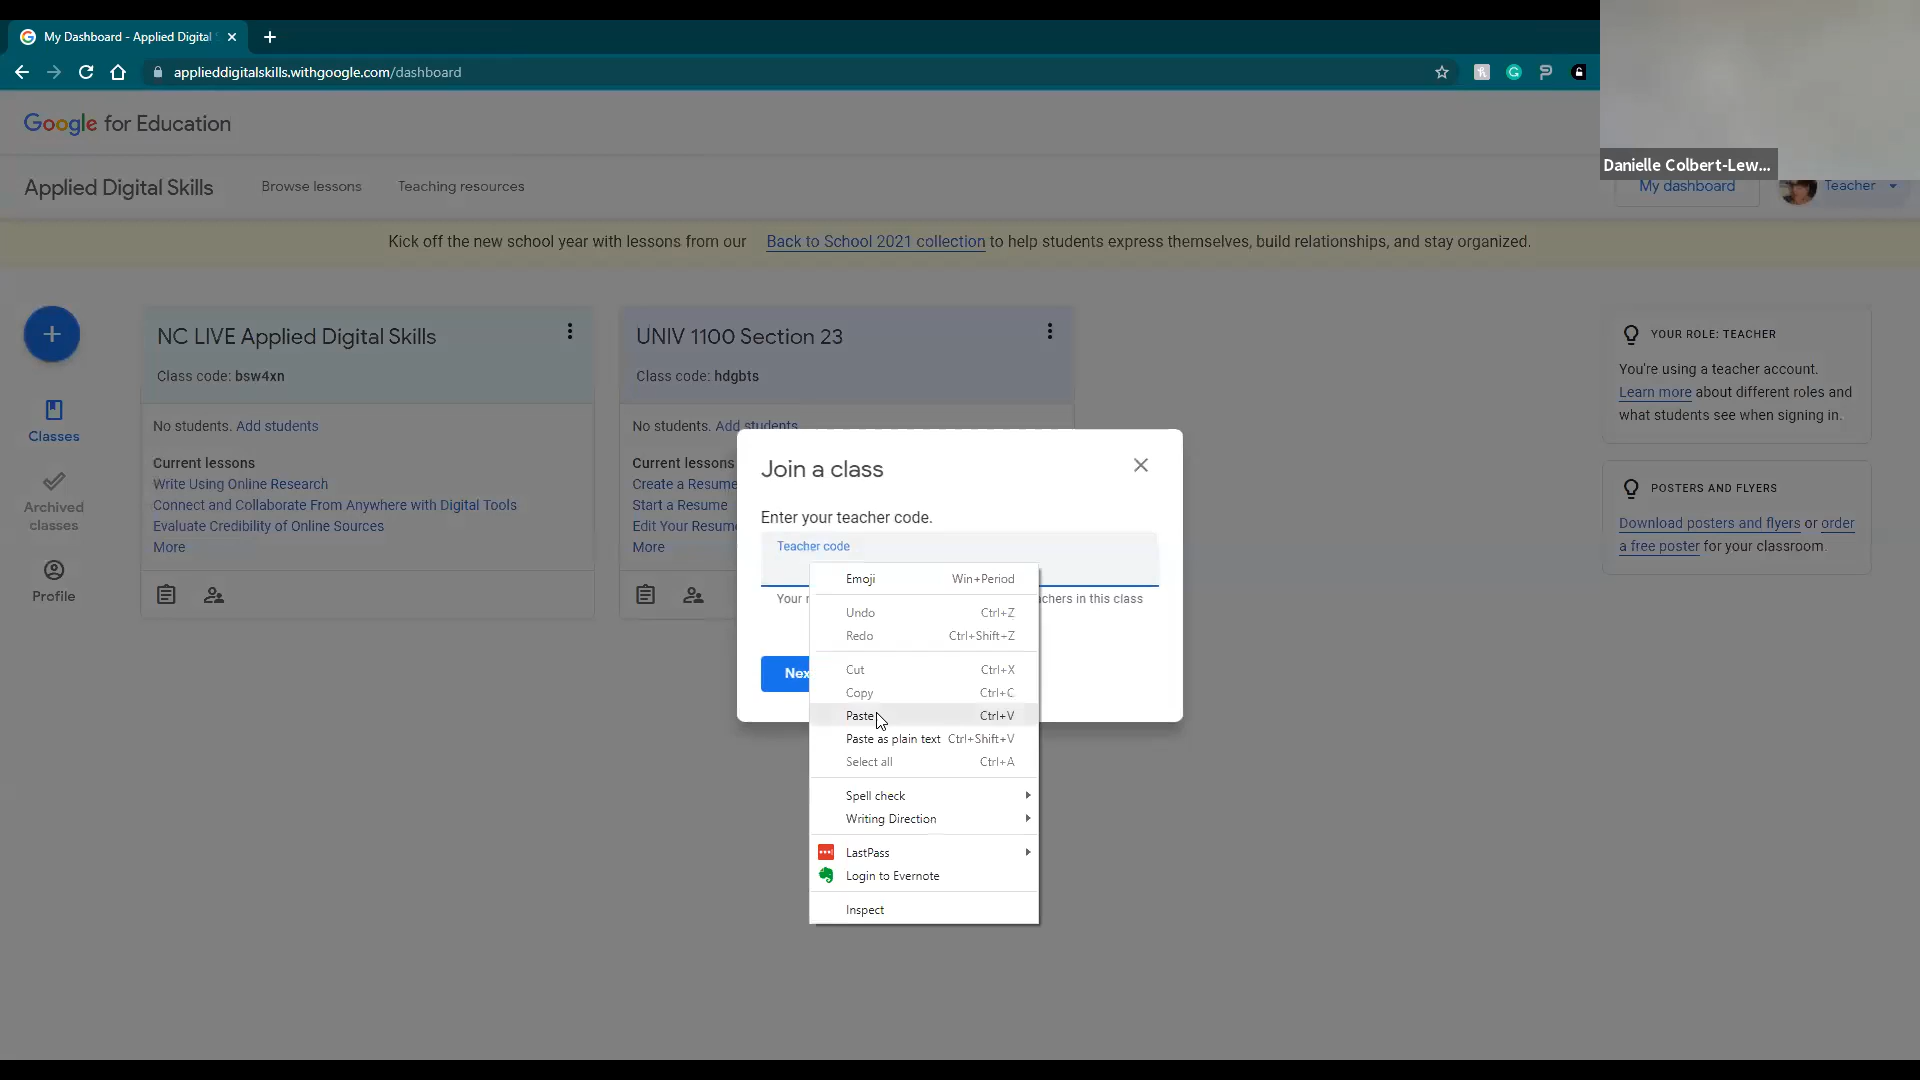 My Dashboard - Applied Digital
applieddigitalskills.withgoogle.com/dashboard
Danielle Colbert-Lew...
Google for Education
Applied Digital Skills
Browse lessons
Teaching resources
My dashboard
Teacher
Kick off the new school year with lessons from our Back to School 2021 collection to help students express themselves, build relationships, and stay organized.
Classes
Archived
classes
Profile
NC LIVE Applied Digital Skills
Class code: bsw4xn
No students. Add students
Current lessons
Write Using Online Research
Connect and Collaborate From Anywhere with Digital Tools
Evaluate Credibility of Online Sources
More
UNIV 1100 Section 23
Class code: hdgbts
No students. Add students
Current lessons
Create a Resume
Start a Resume
Edit Your Resum
More
YOUR ROLE: TEACHER
You're using a teacher account.
Learn more about different roles and
what students see when signing in.
POSTERS AND FLYERS
Download posters and flyers or order
a free poster for your classroom.
Join a class
Enter your teacher code.
Teacher code
Your achers in this class
Nex
Emoji Win+Period
Undo Ctrl+Z
Redo Ctrl+Shift+Z
Cut Ctrl+X
Copy Ctrl+C
Paste Ctrl+V
Paste as plain text Ctrl+Shift+V
Select all Ctrl+A
Spell check
Writing Direction
LastPass
Login to Evernote
Inspect